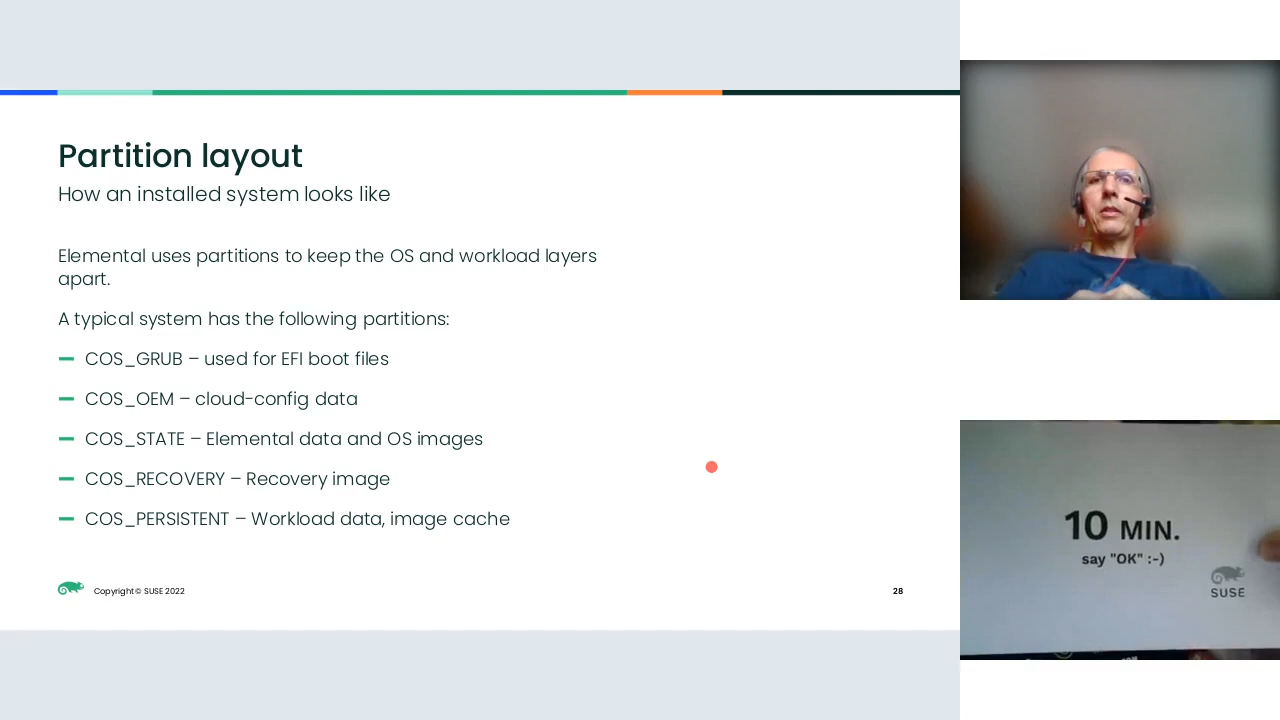 Partition layout
How an installed system looks like
Elemental uses partitions to keep the OS and workload layers
apart.
A typical system has the following partitions:
COS_GRUB – used for EFI boot files
COS_OEM – cloud-config data
COS_STATE – Elemental data and OS images
COS_RECOVERY – Recovery image
COS_PERSISTENT – Workload data, image cache
Copyright © SUSE 2022
28
10 MIN.
say "OK" :-)
SUSE